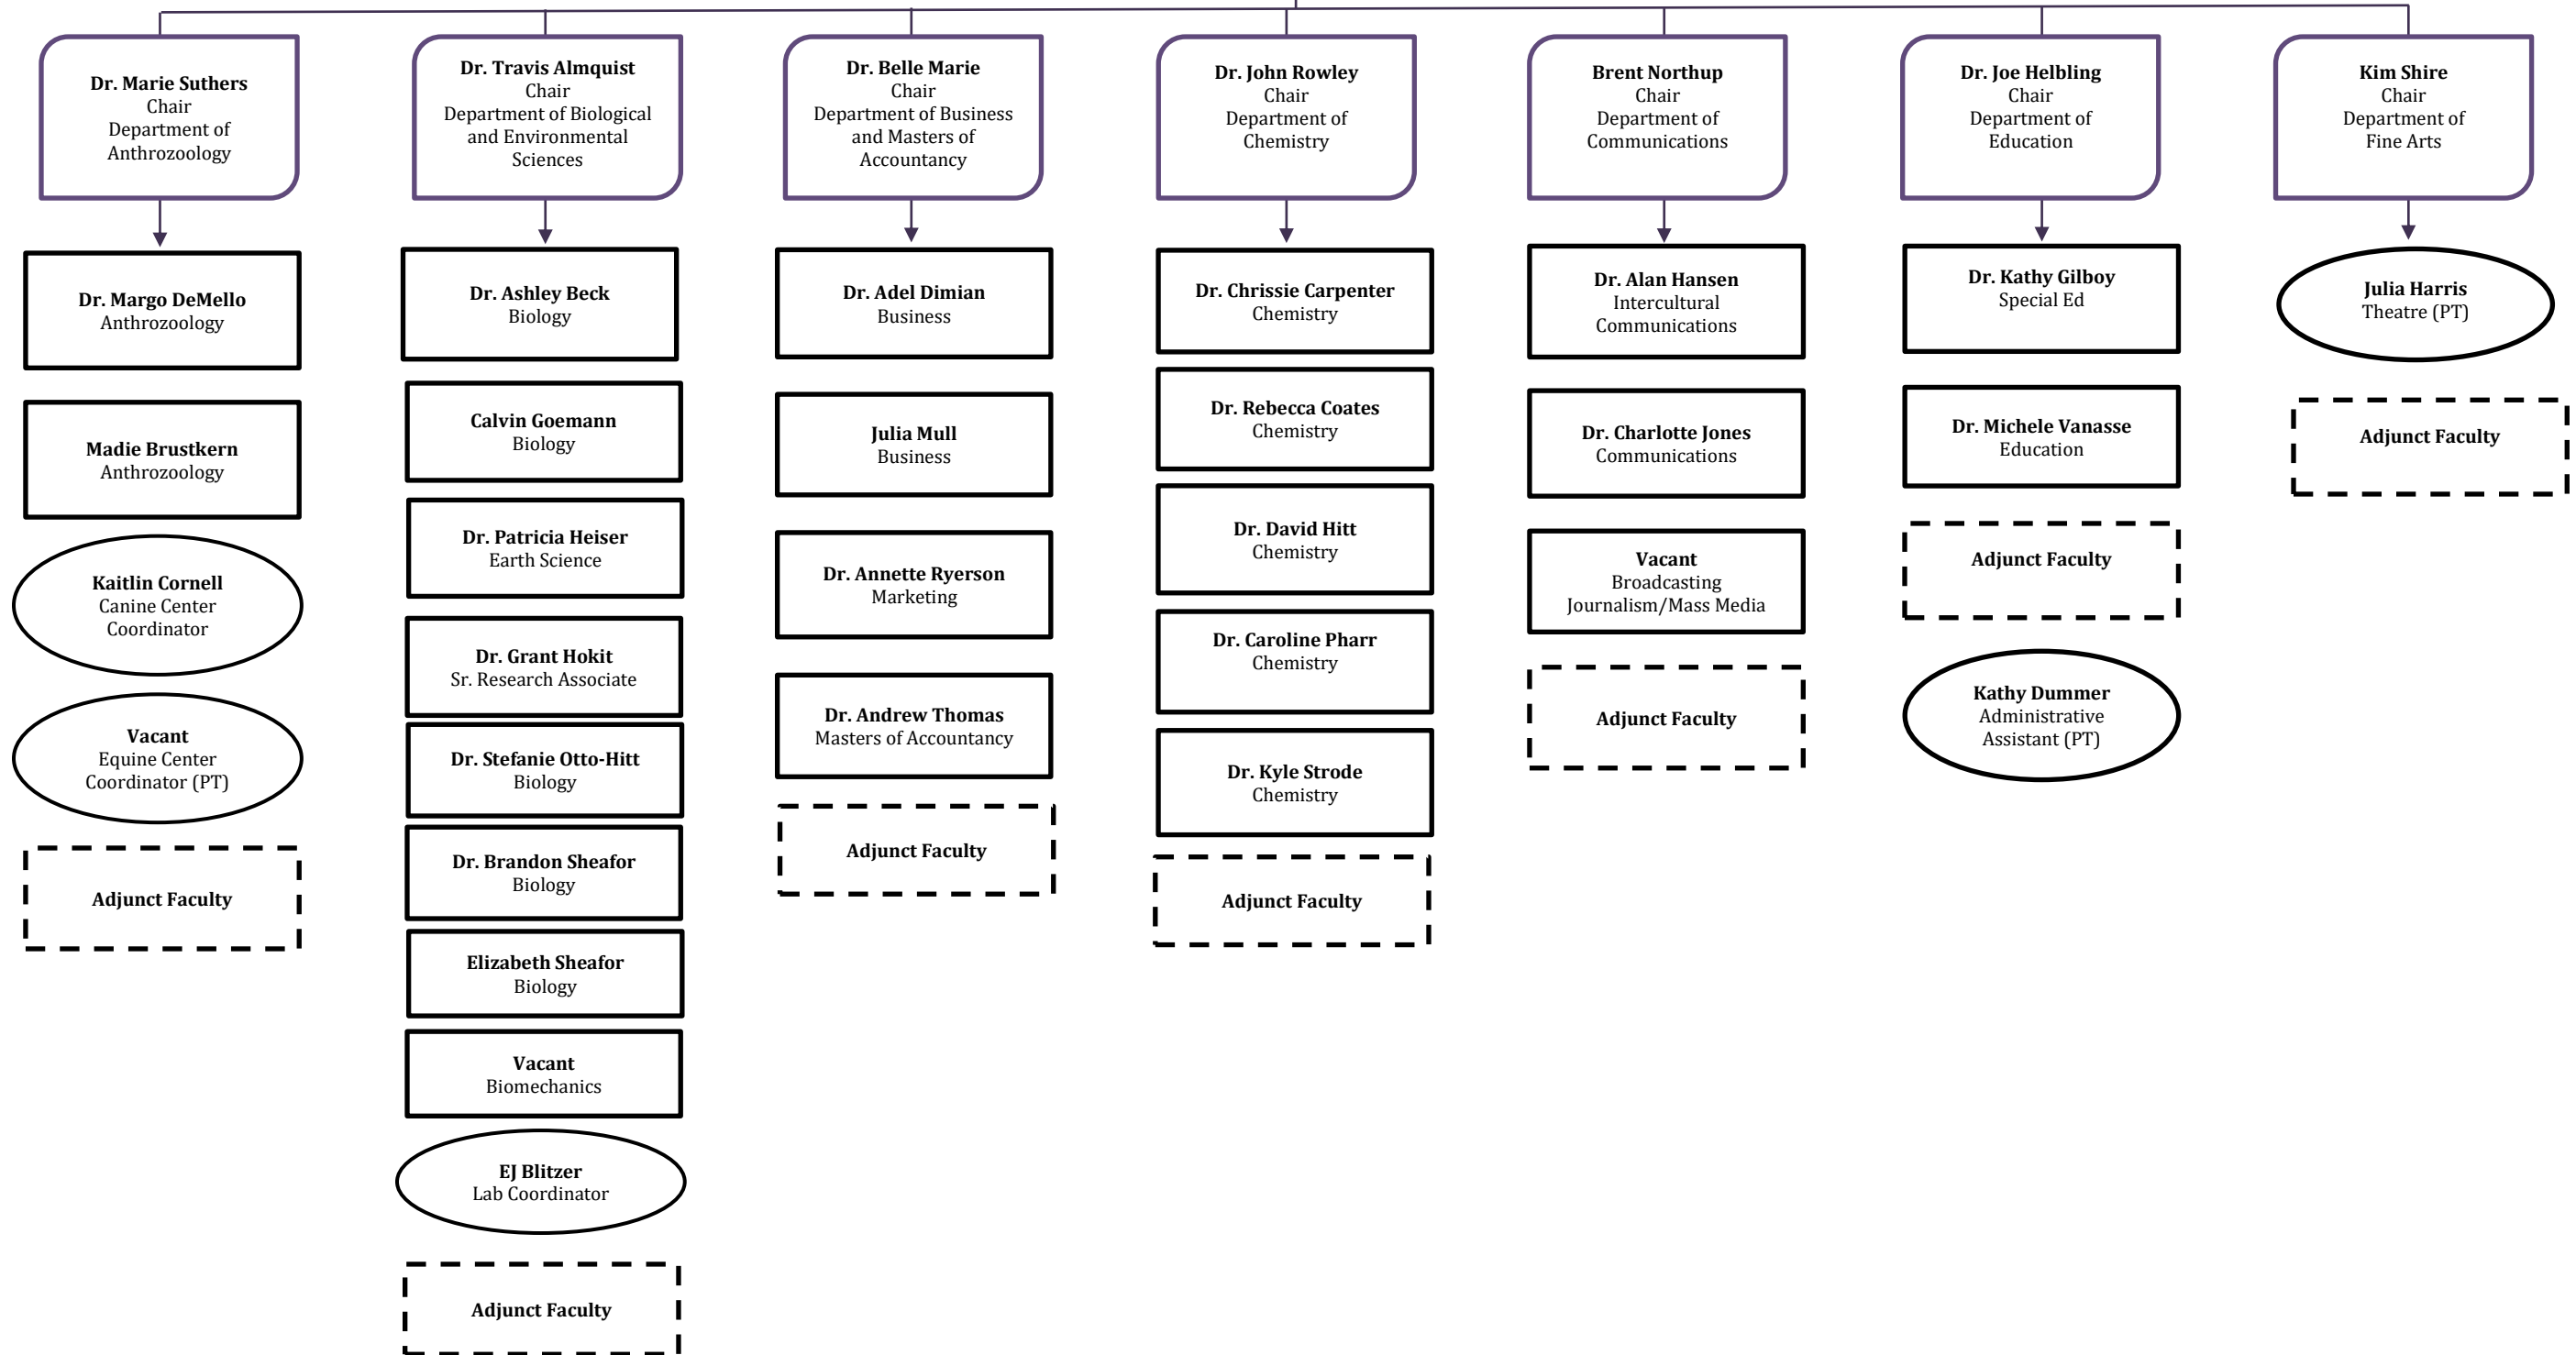 Dr. Marie Suthers
Chair
Department of
Anthrozoology
Dr. Margo DeMello
Anthrozoology
Madie Brustkern
Anthrozoology
Kaitlin Cornell
Canine Center
Coordinator
Vacant
Equine Center
Coordinator (PT)
Adjunct Faculty
Dr. Travis Almquist
Chair
Department of Biological
and Environmental
Sciences
Dr. Ashley Beck
Biology
Calvin Goemann
Biology
Dr. Patricia Heiser
Earth Science
Dr. Grant Hokit
Sr. Research Associate
Dr. Stefanie Otto-Hitt
Biology
Dr. Brandon Sheafor
Biology
Elizabeth Sheafor
Biology
Vacant
Biomechanics
EJ Blitzer
Lab Coordinator
Adjunct Faculty
Dr. Belle Marie
Chair
Department of Business
and Masters of
Accountancy
Dr. Adel Dimian
Business
Julia Mull
Business
Dr. Annette Ryerson
Marketing
Dr. Andrew Thomas
Masters of Accountancy
Adjunct Faculty
Dr. John Rowley
Chair
Department of
Chemistry
Dr. Chrissie Carpenter
Chemistry
Dr. Rebecca Coates
Chemistry
Dr. David Hitt
Chemistry
Dr. Caroline Pharr
Chemistry
Dr. Kyle Strode
Chemistry
Adjunct Faculty
Brent Northup
Chair
Department of
Communications
Dr. Alan Hansen
Intercultural
Communications
Dr. Charlotte Jones
Communications
Vacant
Broadcasting
Journalism/Mass Media
Adjunct Faculty
Dr. Joe Helbling
Chair
Department of
Education
Dr. Kathy Gilboy
Special Ed
Dr. Michele Vanasse
Education
Adjunct Faculty
Kathy Dummer
Administrative
Assistant (PT)
Kim Shire
Chair
Department of
Fine Arts
Julia Harris
Theatre (PT)
Adjunct Faculty